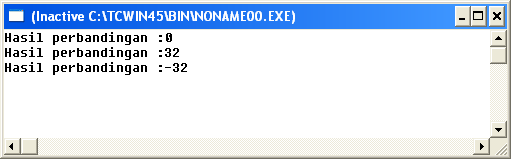 (Inactive C:\TCWIN45\BIN\NONAME00.EXE)
Hasil perbandingan :0
Hasil perbandingan :32
Hasil perbandingan :-32